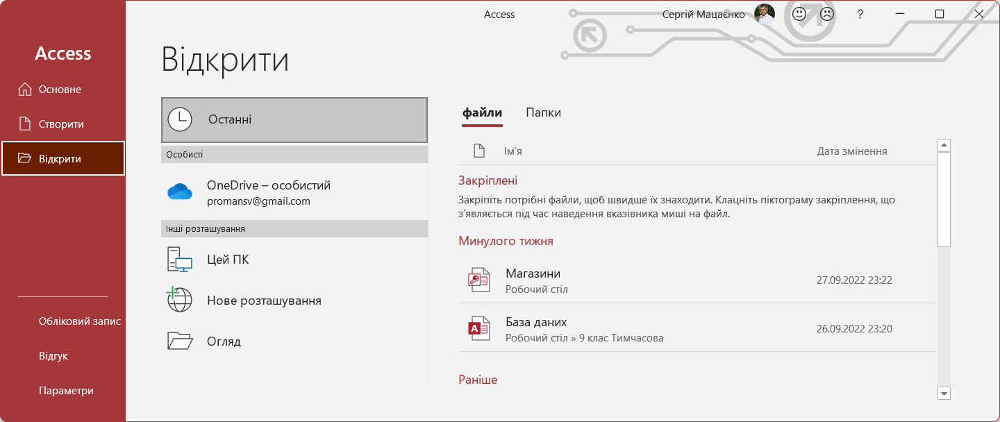 Access
Сергій Мацаєнко
?
Access
Основне
Створити
Відкрити
Обліковий запис
Відгук
Параметри
Відкрити
Останні
Особисті
OneDrive – особистий
promansv@gmail.com
Інші розташування
Цей ПК
Нове розташування
Огляд
файли Папки
Ім’я Дата змінення
Закріплені
Закріпіть потрібні файли, щоб швидше їх знаходити. Клацніть піктограму закріплення, що
з’являється під час наведення вказівника миші на файл.
Минулого тижня
Магазини
Робочий стіл
27.09.2022 23:22
A
База даних
Робочий стіл » 9 клас Тимчасова
26.09.2022 23:20
Раніше